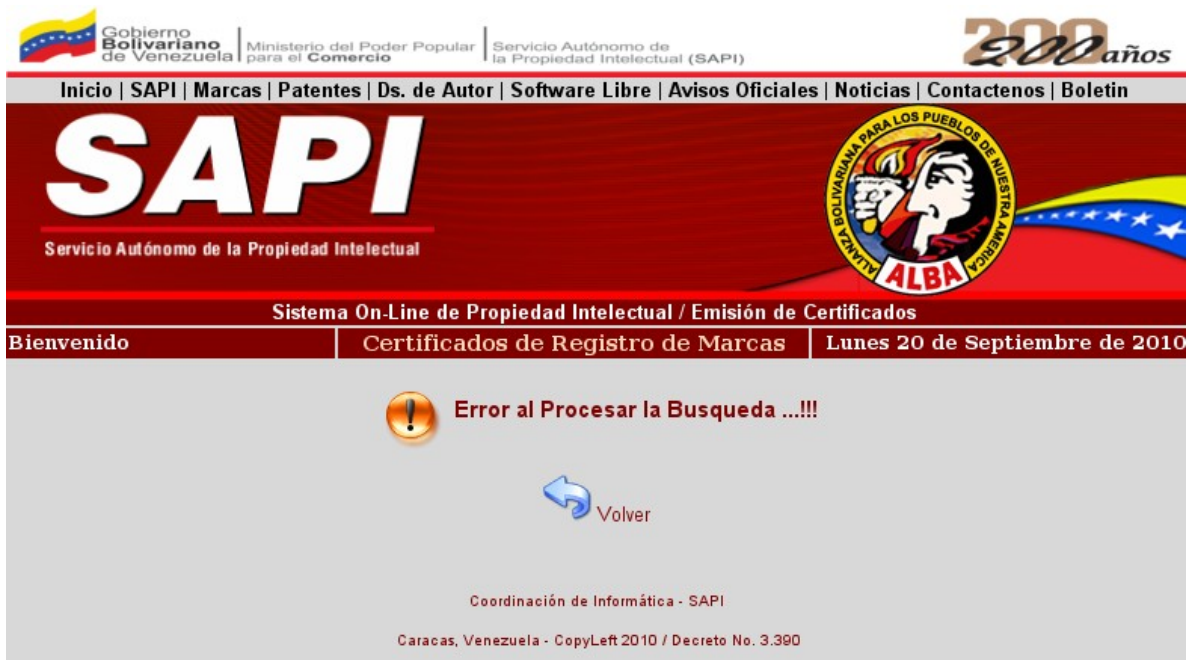 Gobierno
Bolivariano
de Venezuela
Ministerio del Poder Popular
para el Comercio
Servicio Autónomo de
la Propiedad Intelectual (SAPI)
200 años
Inicio | SAPI | Marcas | Patentes | Ds. de Autor | Software Libre | Avisos Oficiales | Noticias | Contactenos | Boletin
SAPI
Servicio Autónomo de la Propiedad Intelectual
ALIANZA BOLIVARIANA PARA LOS PUEBLOS DE NUESTRA AMERICA
ALBA
Sistema On-Line de Propiedad Intelectual / Emisión de Certificados
Bienvenido
Certificados de Registro de Marcas
Lunes 20 de Septiembre de 2010
Error al Procesar la Busqueda ...!!!
Volver
Coordinación de Informática - SAPI
Caracas, Venezuela - CopyLeft 2010 / Decreto No. 3.390